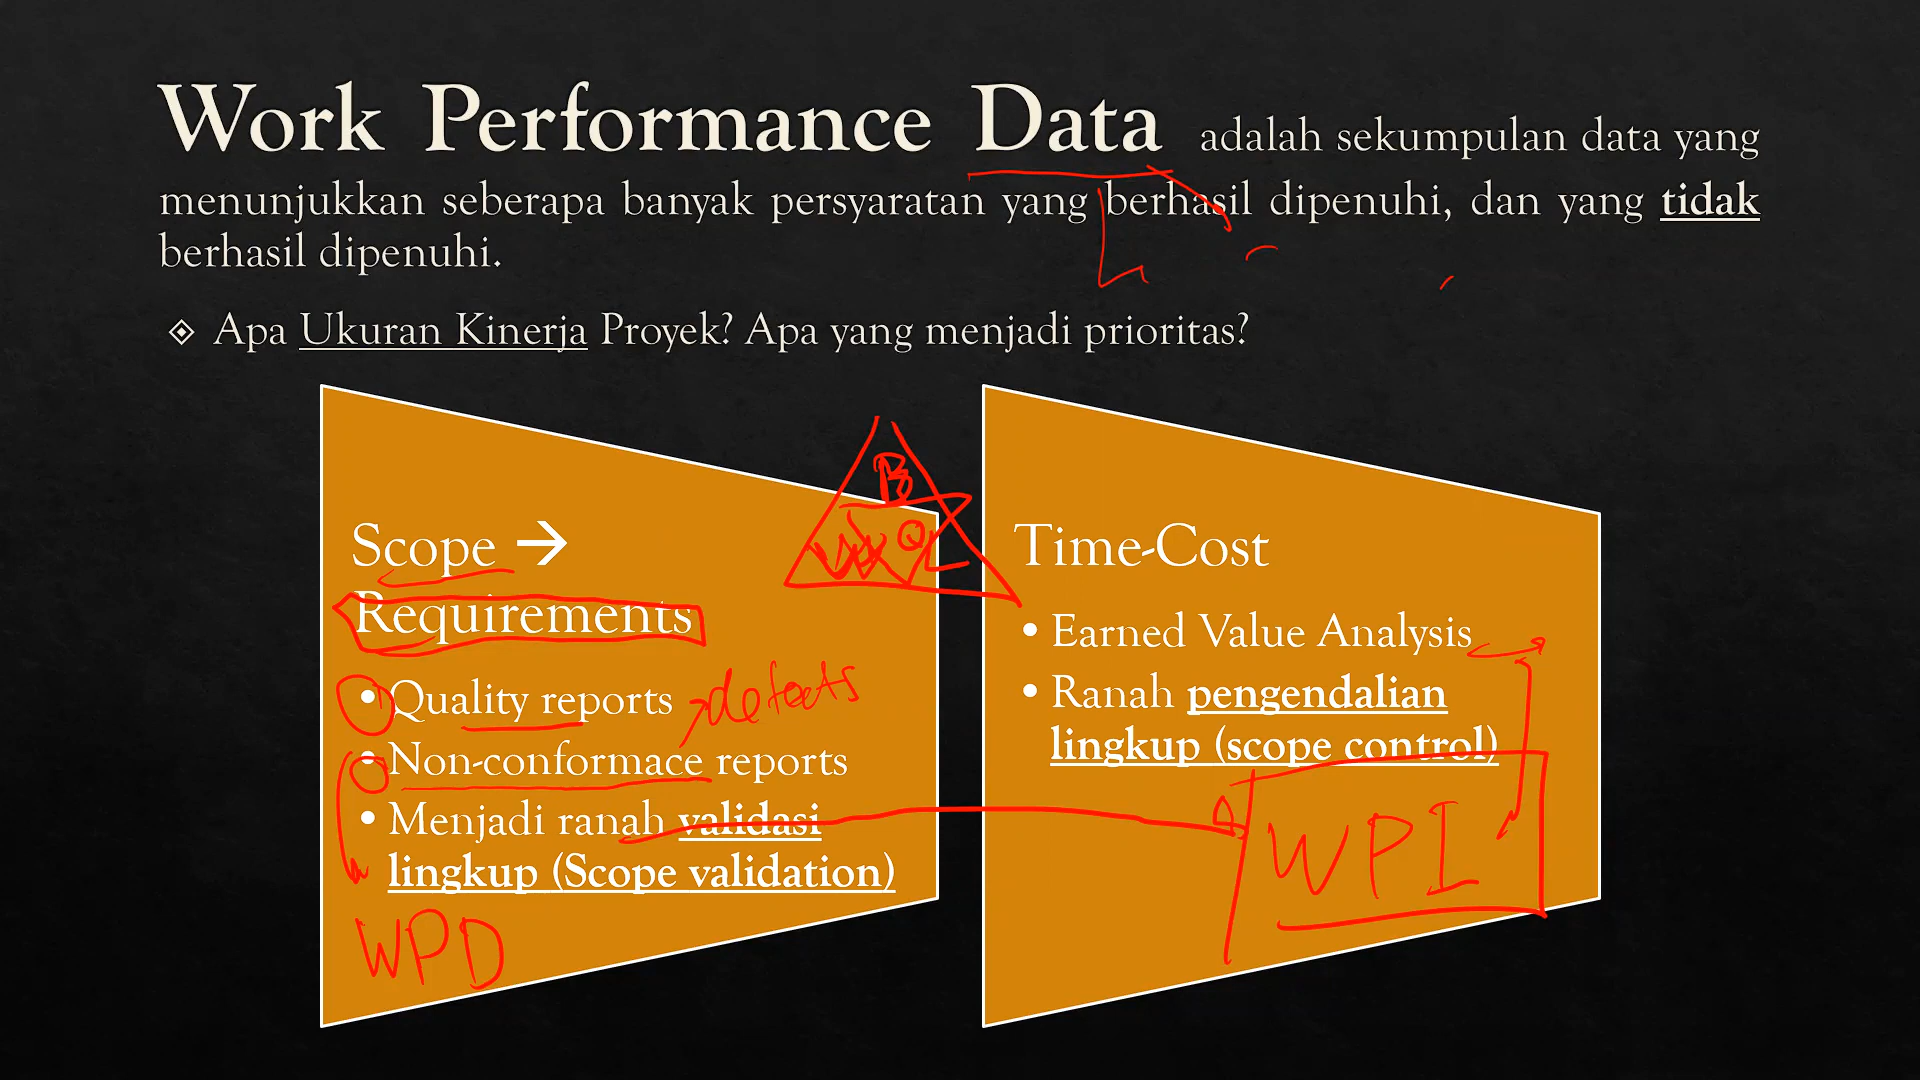 Work Performance Data adalah sekumpulan data yang
menunjukkan seberapa banyak persyaratan yang berhasil dipenuhi, dan yang tidak
berhasil dipenuhi.
Apa Ukuran Kinerja Proyek? Apa yang menjadi prioritas?
Scope →
Requirements
• Quality reports
defects
• Non-conformace reports
• Menjadi ranah validasi
lingkup (Scope validation)
WPD
B
Time-Cost
• Earned Value Analysis
• Ranah pengendalian
lingkup (scope control)
WPI